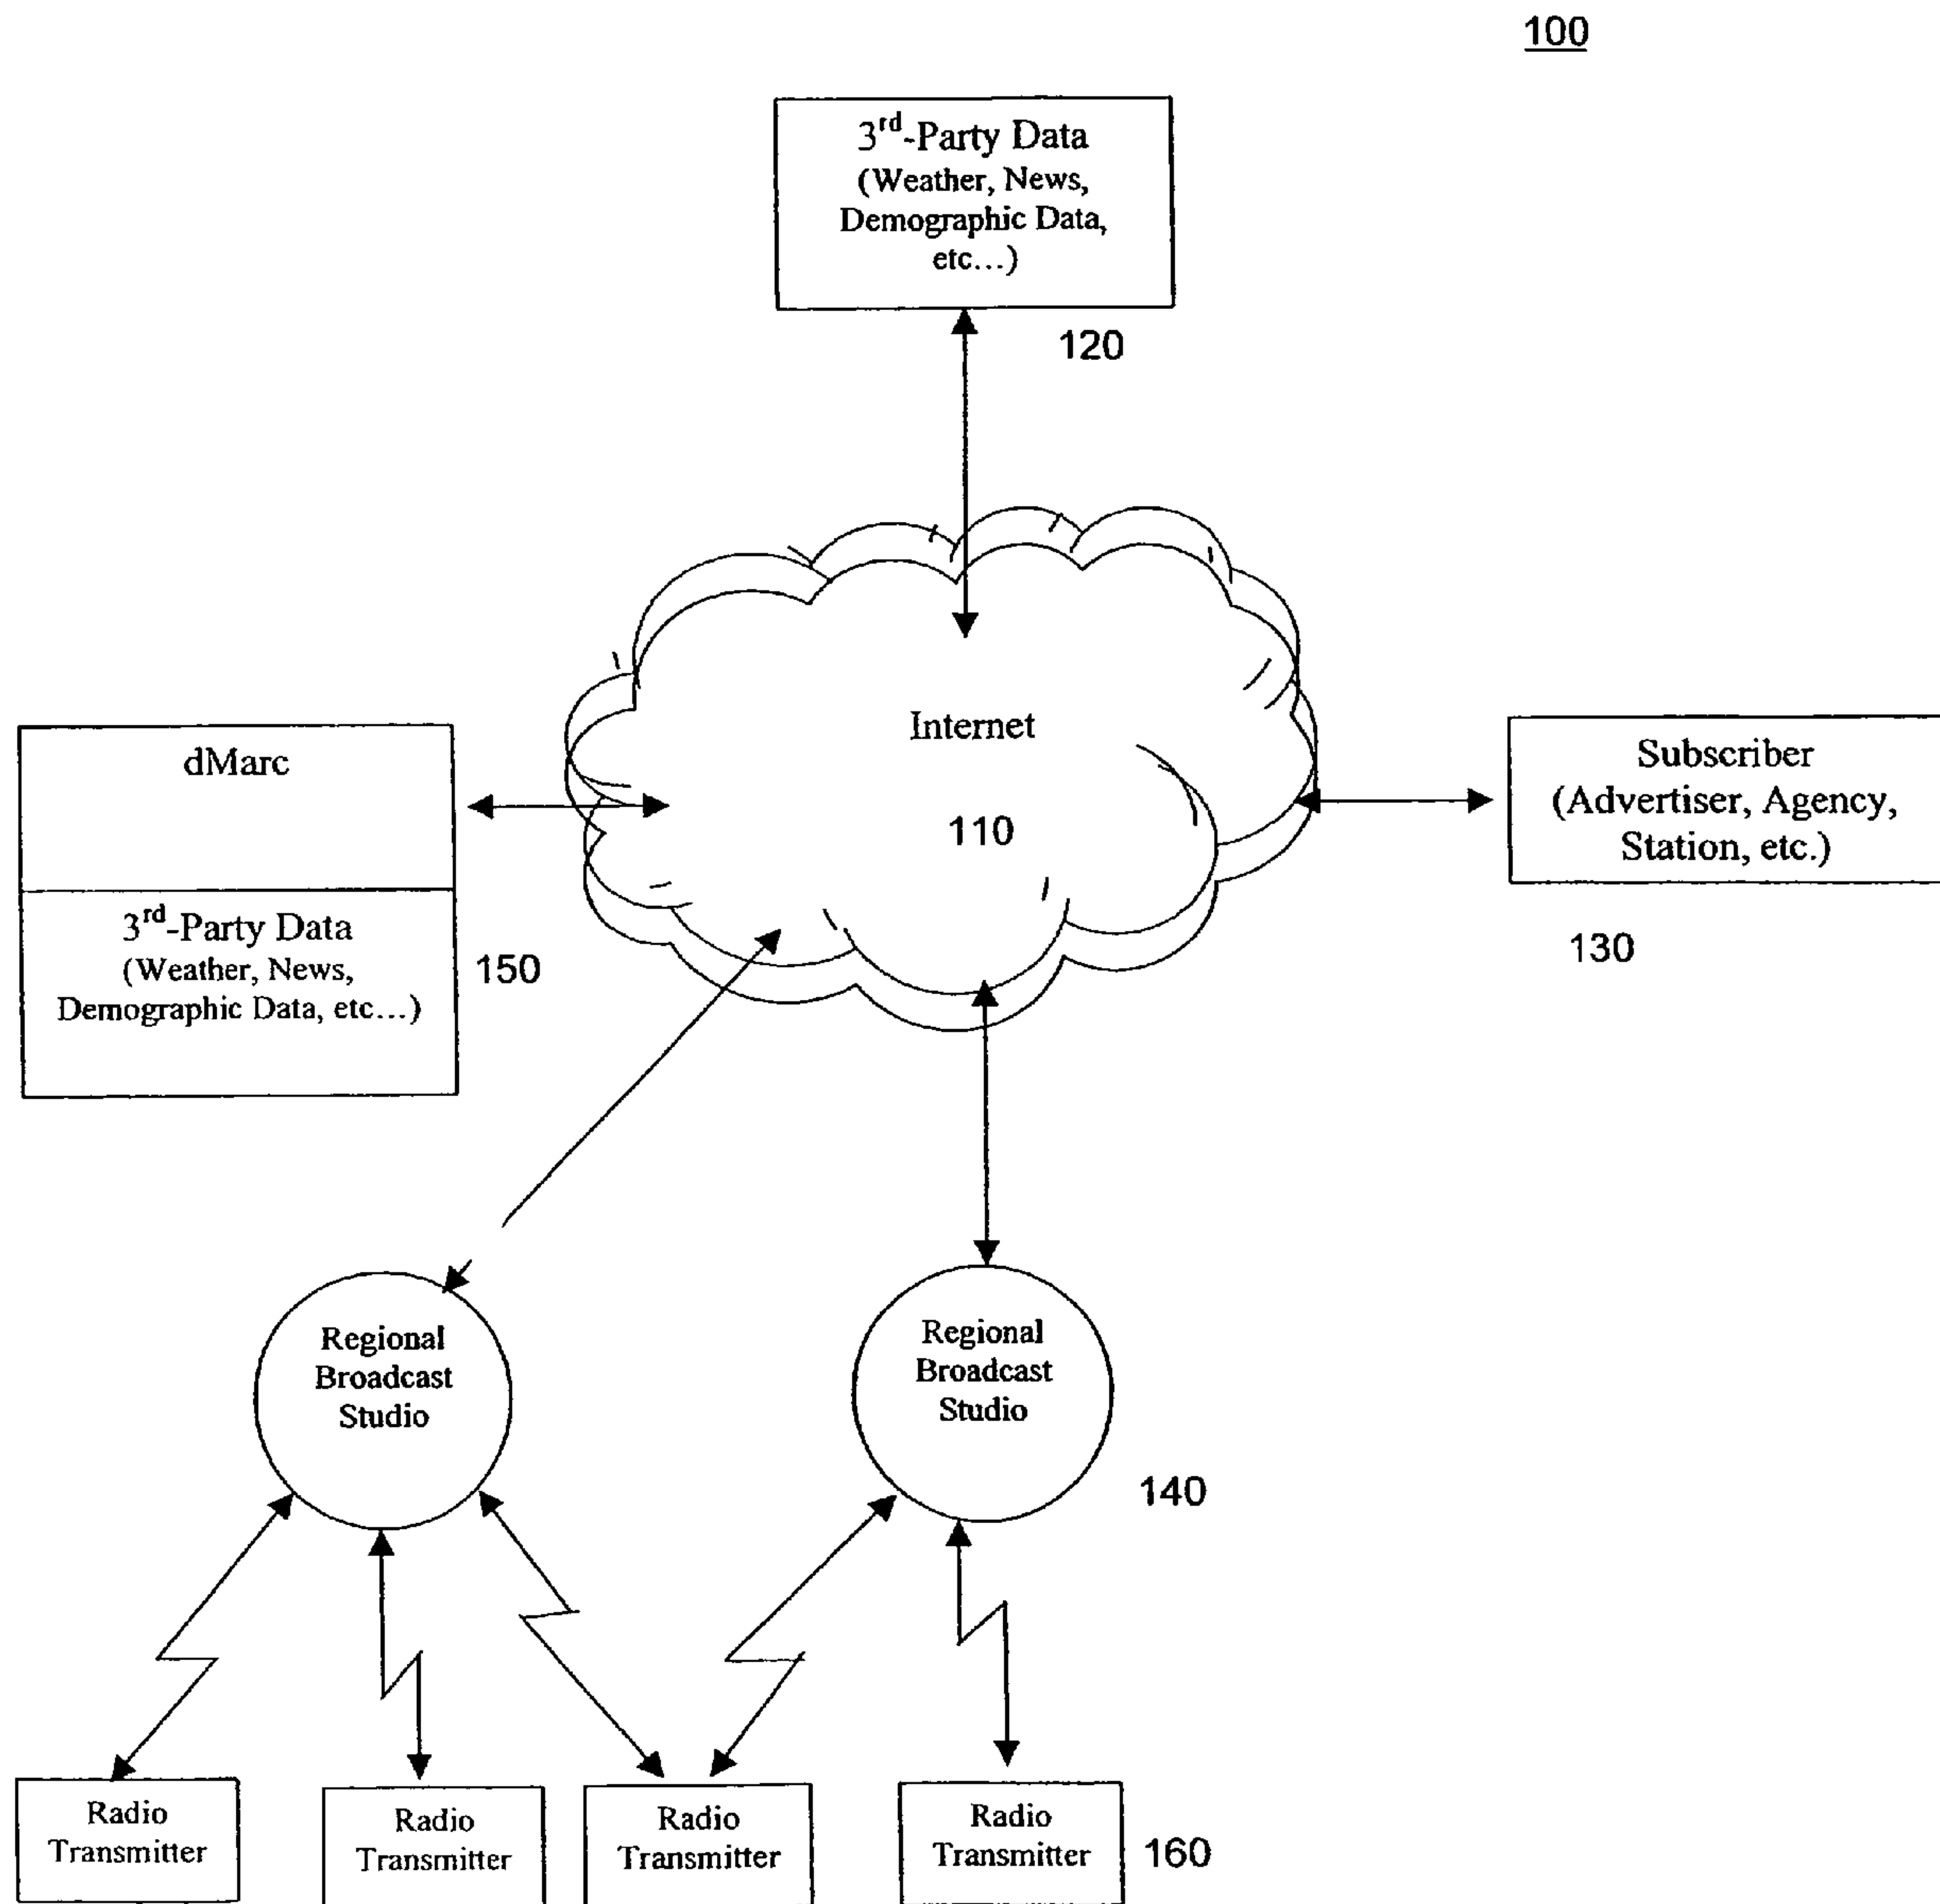 100
3rd-Party Data
(Weather, News,
Demographic Data,
etc...)
120
Internet
110
dMarc
3rd-Party Data
(Weather, News,
Demographic Data, etc...)
150
Subscriber
(Advertiser, Agency,
Station, etc.)
130
Regional
Broadcast
Studio
Regional
Broadcast
Studio
140
Radio
Transmitter
Radio
Transmitter
Radio
Transmitter
Radio
Transmitter
160